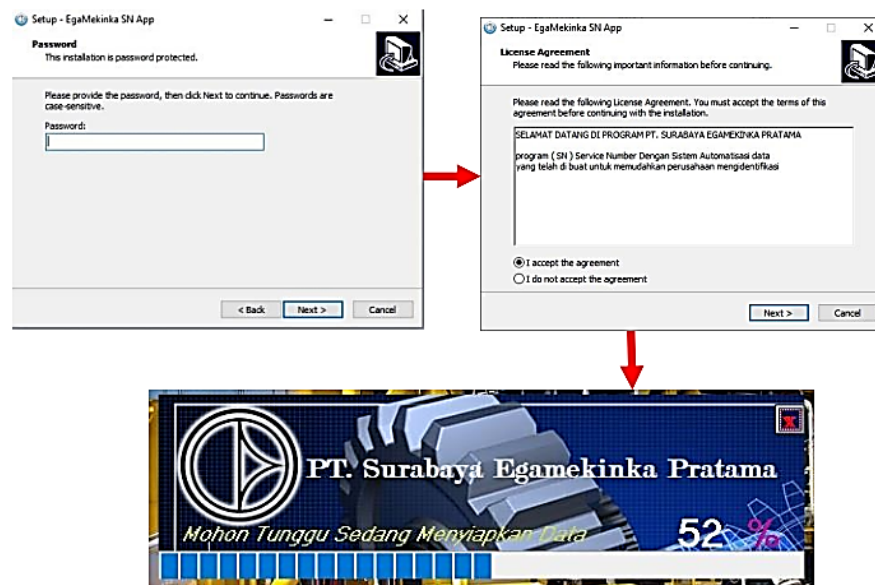 Setup - EgaMekinka SN App
Password
This installation is password protected.
Please provide the password, then click Next to continue. Passwords are
case-sensitive.
Password:
< Back
Next >
Cancel
Setup - EgaMekinka SN App
License Agreement
Please read the following important information before continuing.
Please read the following License Agreement. You must accept the terms of this
agreement before continuing with the installation.
SELAMAT DATANG DI PROGRAM PT. SURABAYA EGAMEKINKA PRATAMA
program ( SN ) Service Number Dengan Sistem Automatisasi data
yang telah di buat untuk memudahkan perusahaan mengidentifikasi
I accept the agreement
I do not accept the agreement
Next >
Cancel
X
PT. Surabaya Egamekinka Pratama
Mohon Tunggu Sedang Menyiapkan Data
52 %